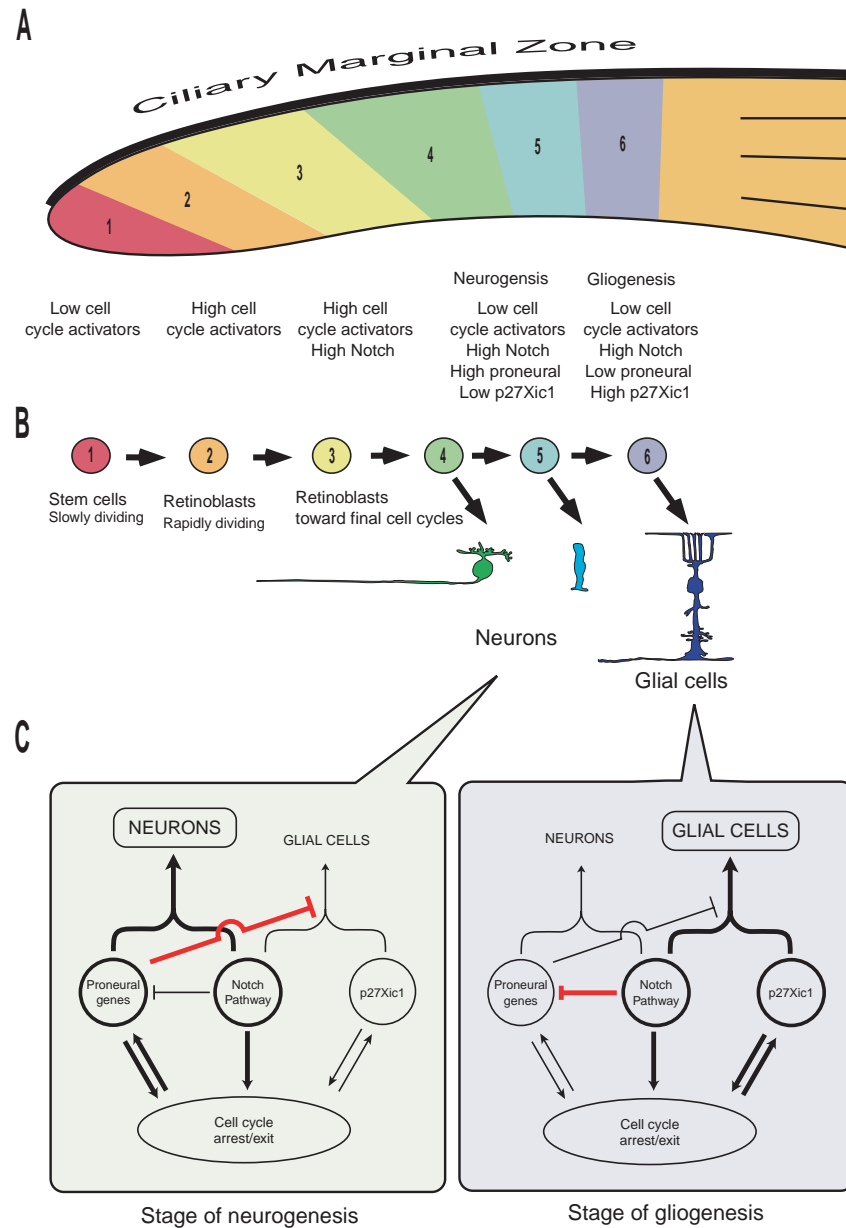 A
Ciliary Marginal Zone
1
2
3
4
5
6
Neurogensis
Gliogenesis
Low cell
cycle activators
High cell
cycle activators
High cell
cycle activators
High Notch
Low cell
cycle activators
High Notch
High proneural
Low p27Xic1
Low cell
cycle activators
High Notch
Low proneural
High p27Xic1
B
1
2
3
4
5
6
Stem cells
Slowly dividing
Retinoblasts
Rapidly dividing
Retinoblasts
toward final cell cycles
Neurons
Glial cells
C
NEURONS
GLIAL CELLS
Proneural
genes
Notch
Pathway
p27Xic1
Cell cycle
arrest/exit
Stage of neurogenesis
NEURONS
GLIAL CELLS
Proneural
genes
Notch
Pathway
p27Xic1
Cell cycle
arrest/exit
Stage of gliogenesis